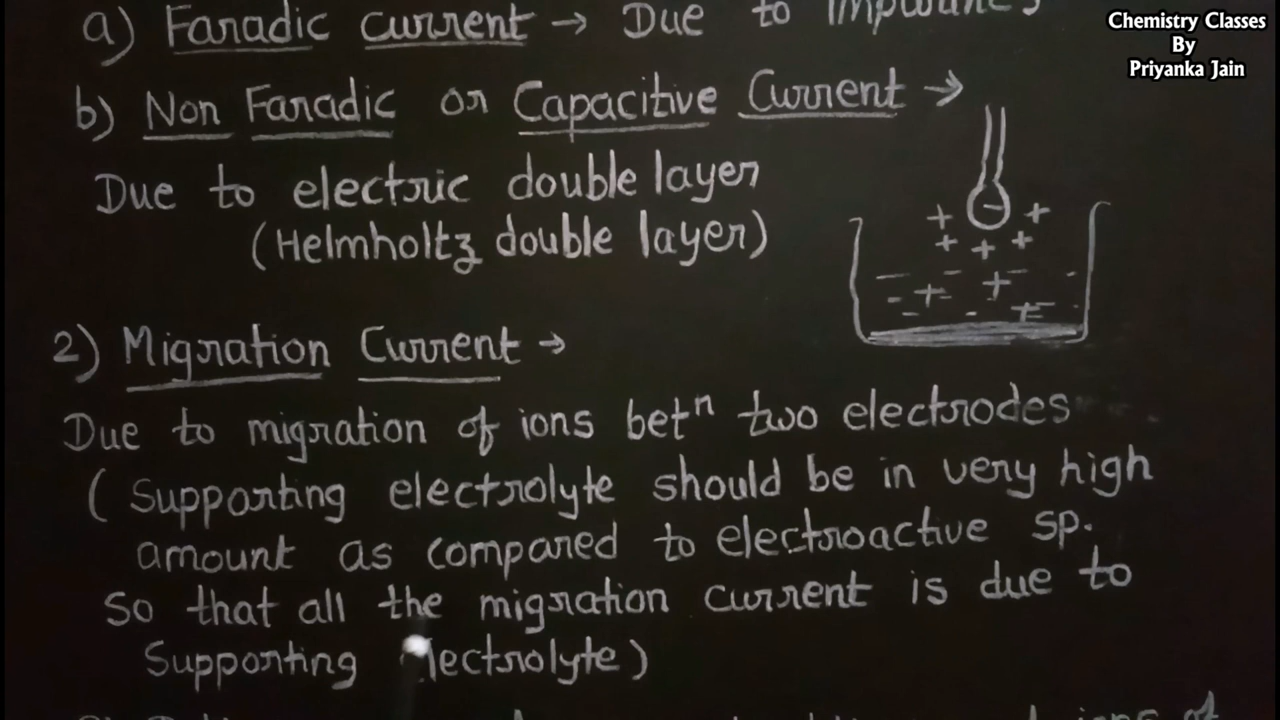 a) Faradic current → Due to
Chemistry Classes
By
Priyanka Jain
b) Non Faradic or Capacitive Current →
Due to electric double layer
(Helmholtz double layer)
2) Migration Current →
Due to migration of ions betⁿ two electrodes
( Supporting electrolyte should be in very high
amount as compared to electroactive sp.
So that all the migration current is due to
Supporting electrolyte)